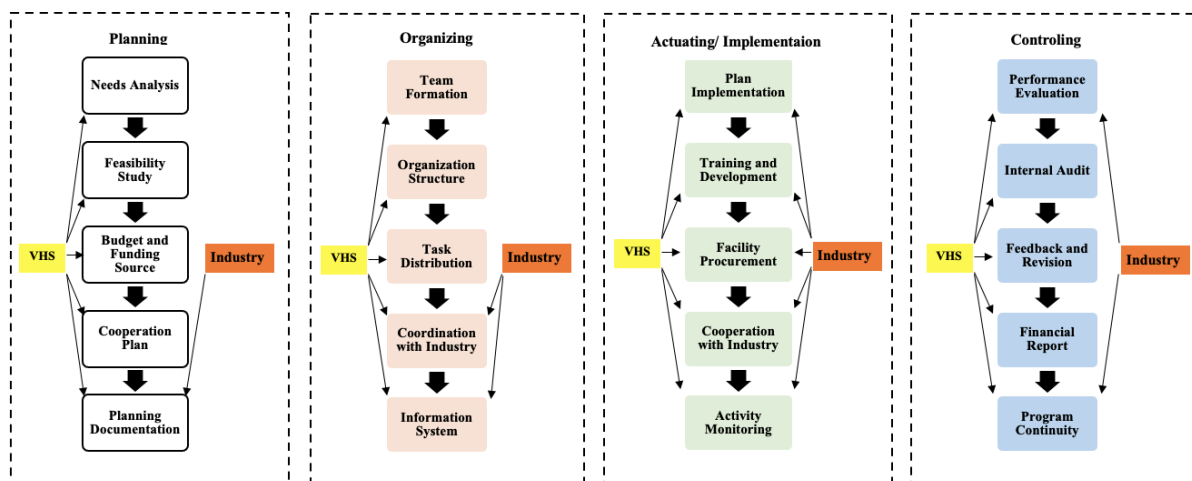 Planning
Needs Analysis
Feasibility
Study
Budget and
Funding
Source
Cooperation
Plan
Planning
Documentation
VHS
Industry
Organizing
Team
Formation
Organization
Structure
Task
Distribution
Coordination
with Industry
Information
System
VHS
Industry
Actuating/ Implementaion
Plan
Implementation
Training and
Development
Facility
Procurement
Cooperation
with Industry
Activity
Monitoring
VHS
Industry
Controling
Performance
Evaluation
Internal Audit
Feedback and
Revision
Financial
Report
Program
Continuity
VHS
Industry